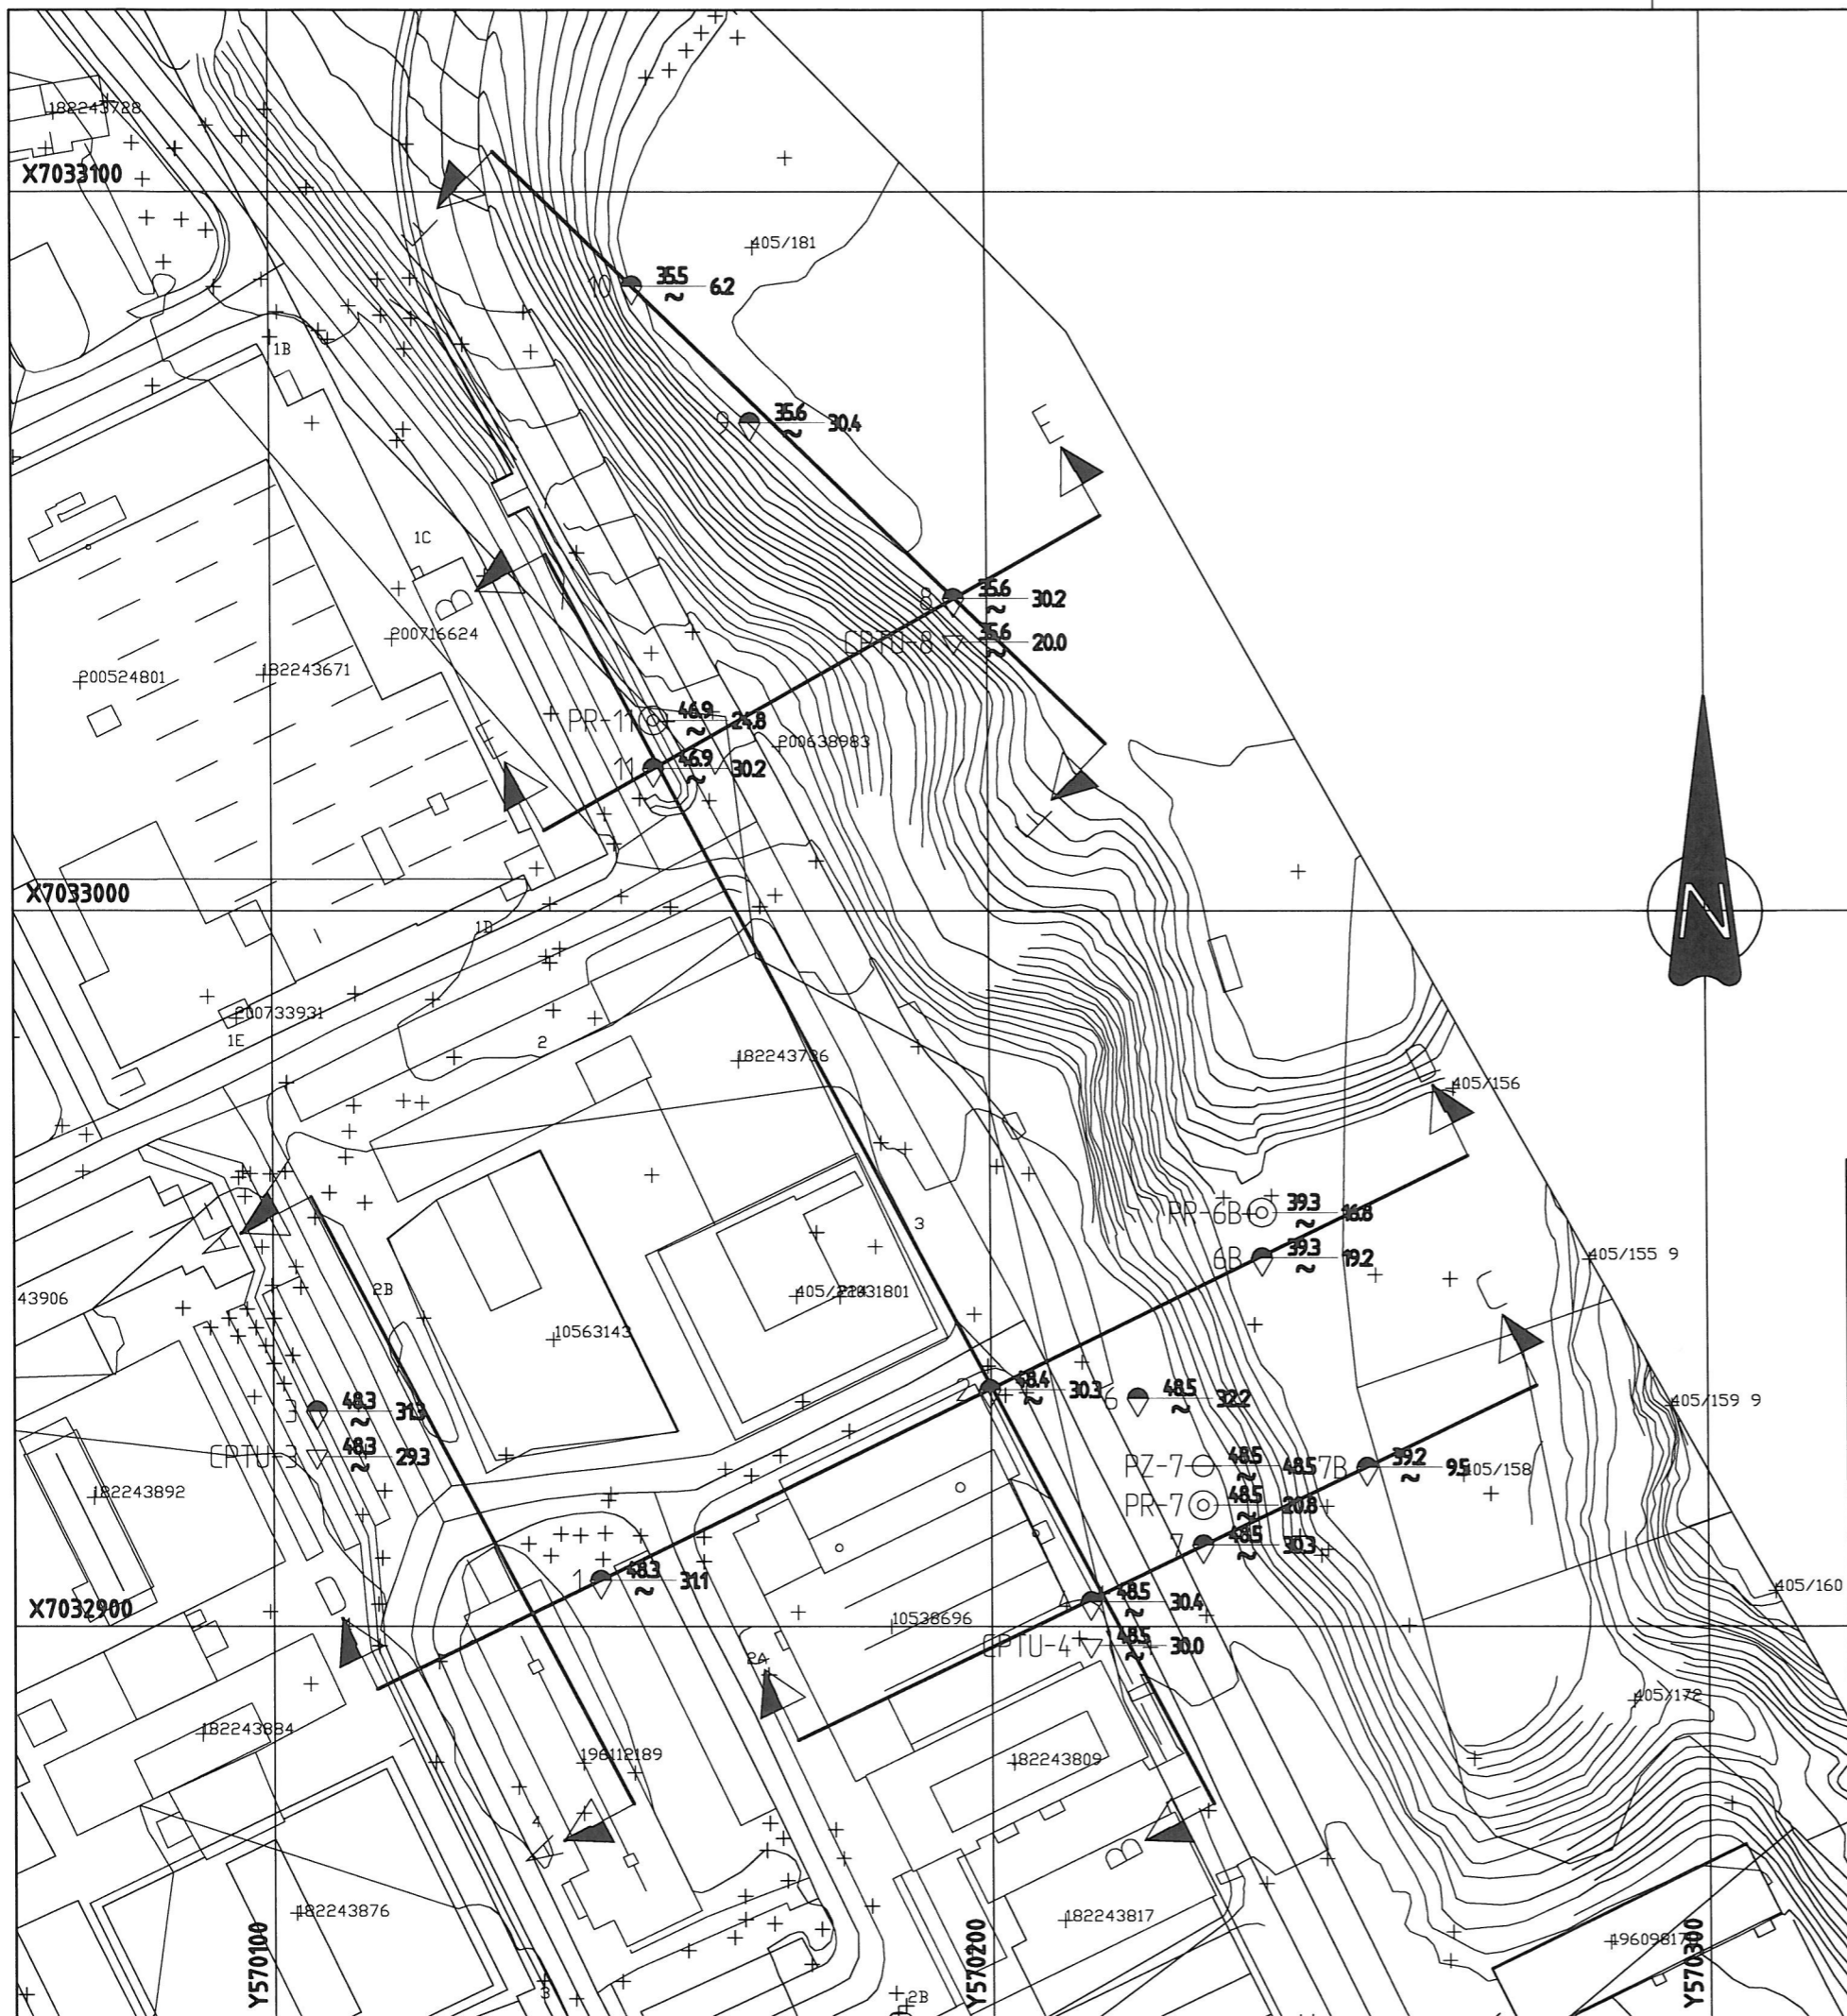 182243728
X7033100
405/181
10 35.5 ~ 6.2
1B
9 35.6 ~ 30.4
E
1C
B
8 35.6 ~ 30.2
200716624
CPTU-8 35.6 ~ 20.0
200524801
182243671
PR-11 46.9 ~ 24.8
200638983
11 46.9 ~ 30.2
X7033000
N
1D
200733931
1E
2
182243736
405/156
PR-6B 39.3 ~ 16.8
3
A
6B 39.3 ~ 19.2
405/155 9
2B
43906
C
10563143
2 48.4 ~ 30.3
6 48.5 ~ 32.2
405/159 9
3 48.3 ~ 31.3
CPTU-3 48.3 ~ 29.3
PZ-7 48.5 ~ 48.5
7B 39.2 ~ 9.5
405/158
182243892
PR-7 48.5 ~ 20.8
7 48.5 ~ 30.3
1 48.3 ~ 31.1
405/160
4 48.5 ~ 30.4
X7032900
10538696
CPTU-4 48.5 ~ 30.0
2A
405/172
182243884
196112189
182243809
4
A
B
182243876
182243817
Y570100
Y570200
Y570300
3
2B